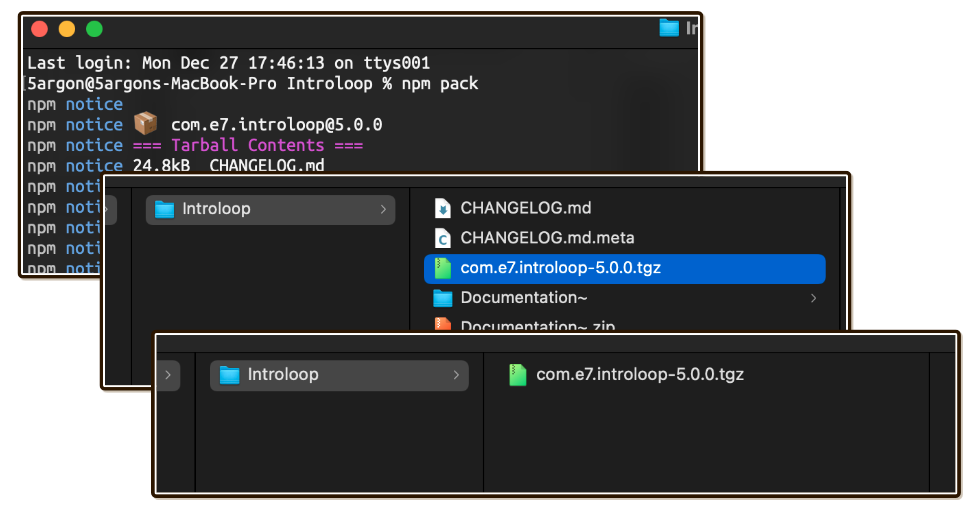 In
Last login: Mon Dec 27 17:46:13 on ttys001
[5argon@5argons-MacBook-Pro Introloop % npm pack
npm notice
npm notice 📦 com.e7.introloop@5.0.0
npm notice === Tarball Contents ===
npm notice 24.8kB CHANGELOG.md
npm noti
npm noti
npm noti
npm noti
npm noti
Introloop
CHANGELOG.md
CHANGELOG.md.meta
com.e7.introloop-5.0.0.tgz
Documentation~
Documentation~.zip
Introloop
com.e7.introloop-5.0.0.tgz